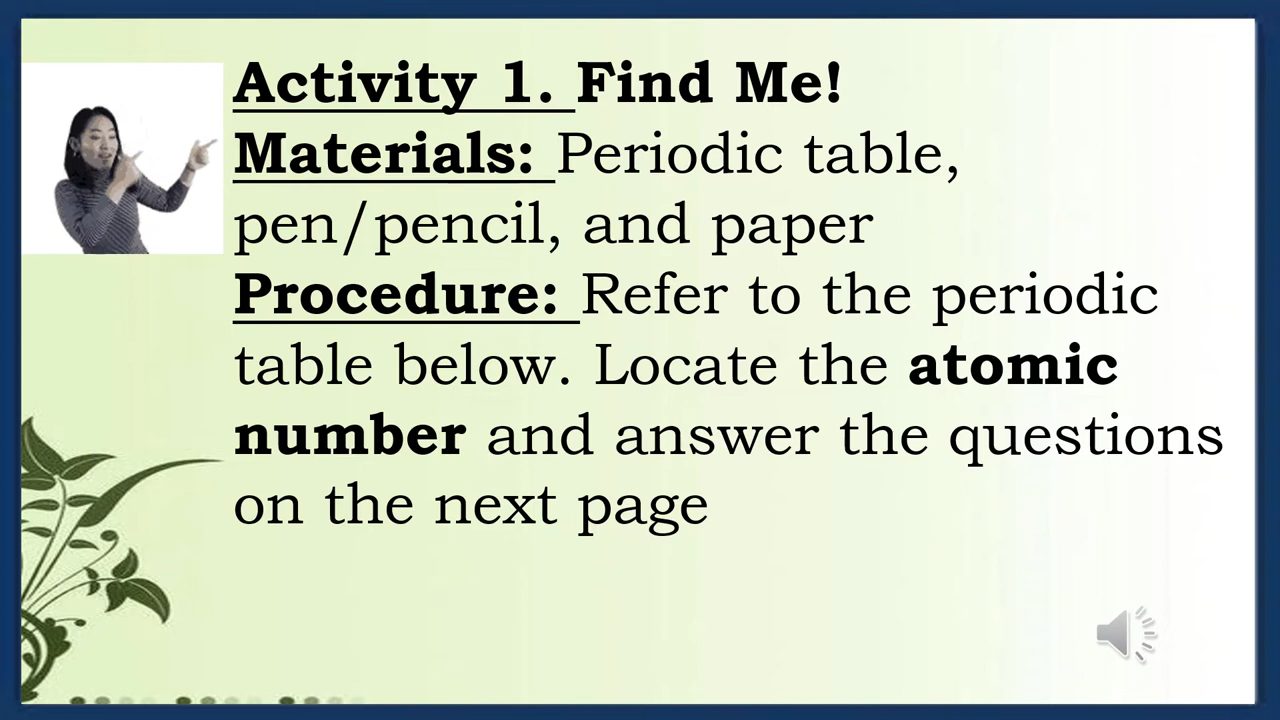 Activity 1. Find Me!
Materials: Periodic table,
pen/pencil, and paper
Procedure: Refer to the periodic
table below. Locate the atomic
number and answer the questions
on the next page